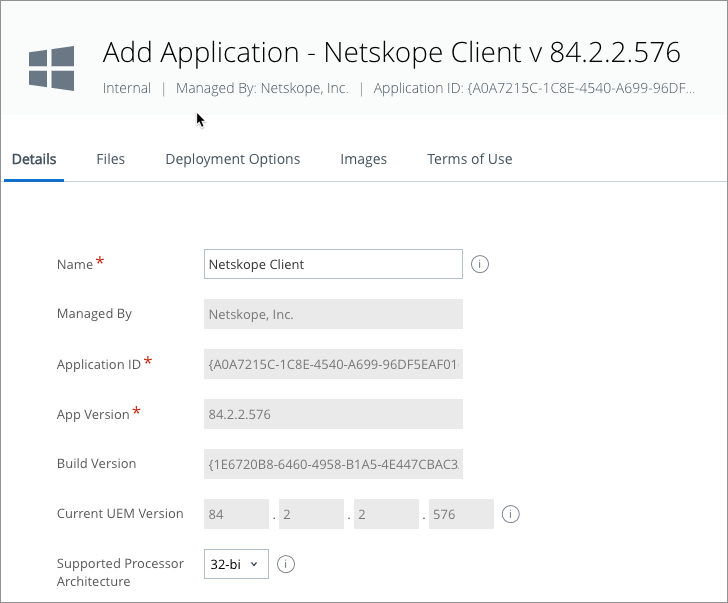 Add Application - Netskope Client v 84.2.2.576
Internal | Managed By: Netskope, Inc. | Application ID: {A0A7215C-1C8E-4540-A699-96DF...
Details Files Deployment Options Images Terms of Use
Name* Netskope Client i
Managed By Netskope, Inc.
Application ID* {A0A7215C-1C8E-4540-A699-96DF5EAF01
App Version* 84.2.2.576
Build Version {1E6720B8-6460-4958-B1A5-4E447CBAC3
Current UEM Version 84 . 2 . 2 . 576 i
Supported Processor 32-bi i
Architecture